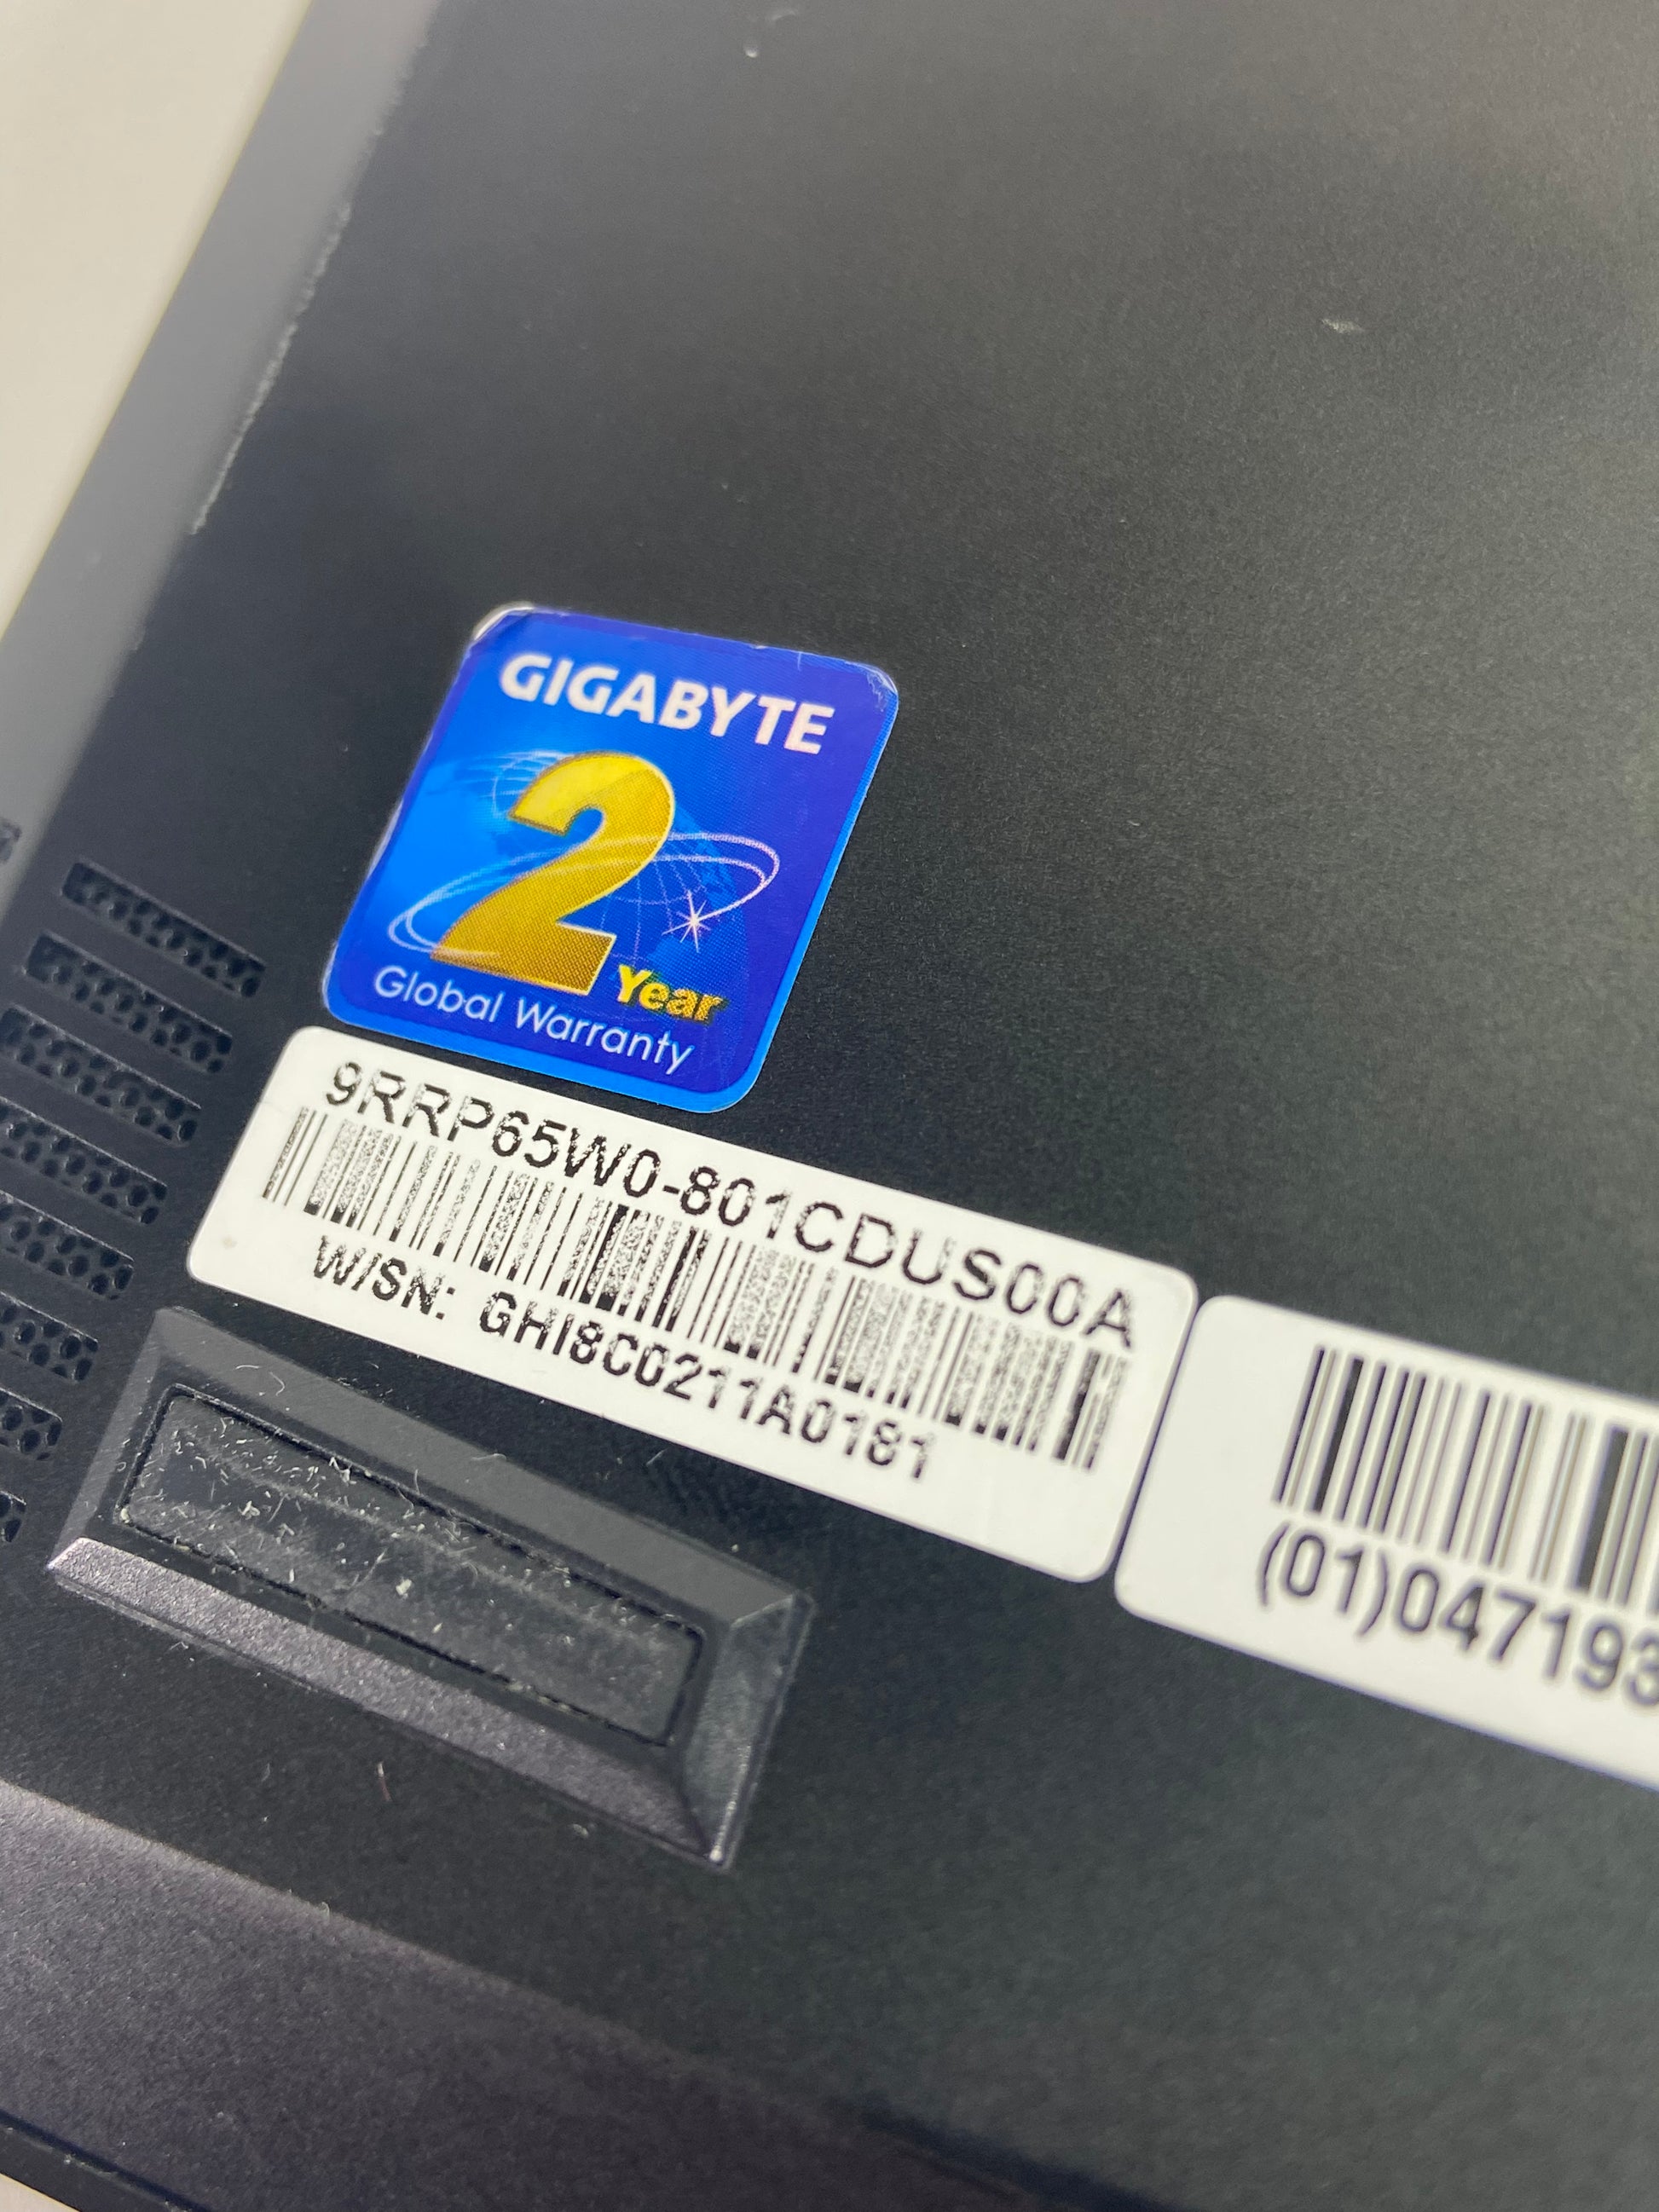 GIGABYTE
2 Year
Global Warranty
9RRP65W0-801CDUS00A
W/SN: GHI8C0211A0181
(01)047193